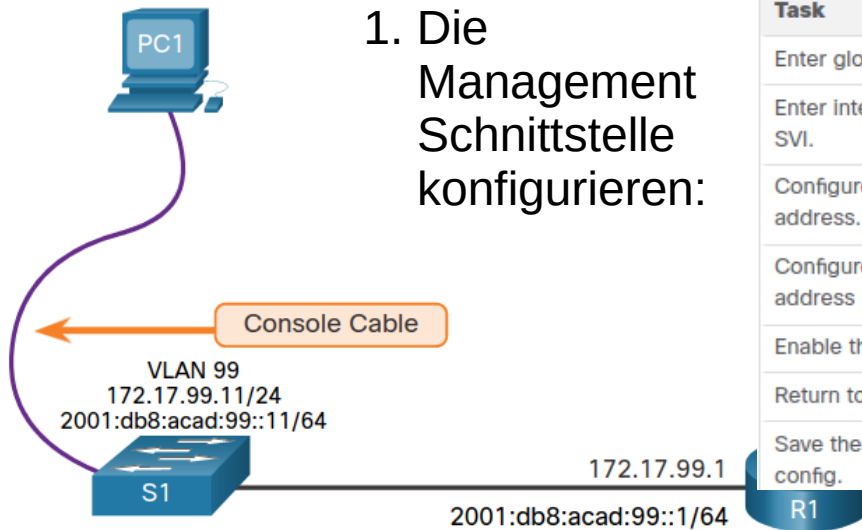 PC1
1. Die
Management
Schnittstelle
konfigurieren:
Console Cable
VLAN 99
172.17.99.11/24
2001:db8:acad:99::11/64
S1
172.17.99.1
2001:db8:acad:99::1/64
R1
Task
Enter glo
Enter inte
SVI.
Configure
address.
Configure
address
Enable th
Return to
Save the
config.